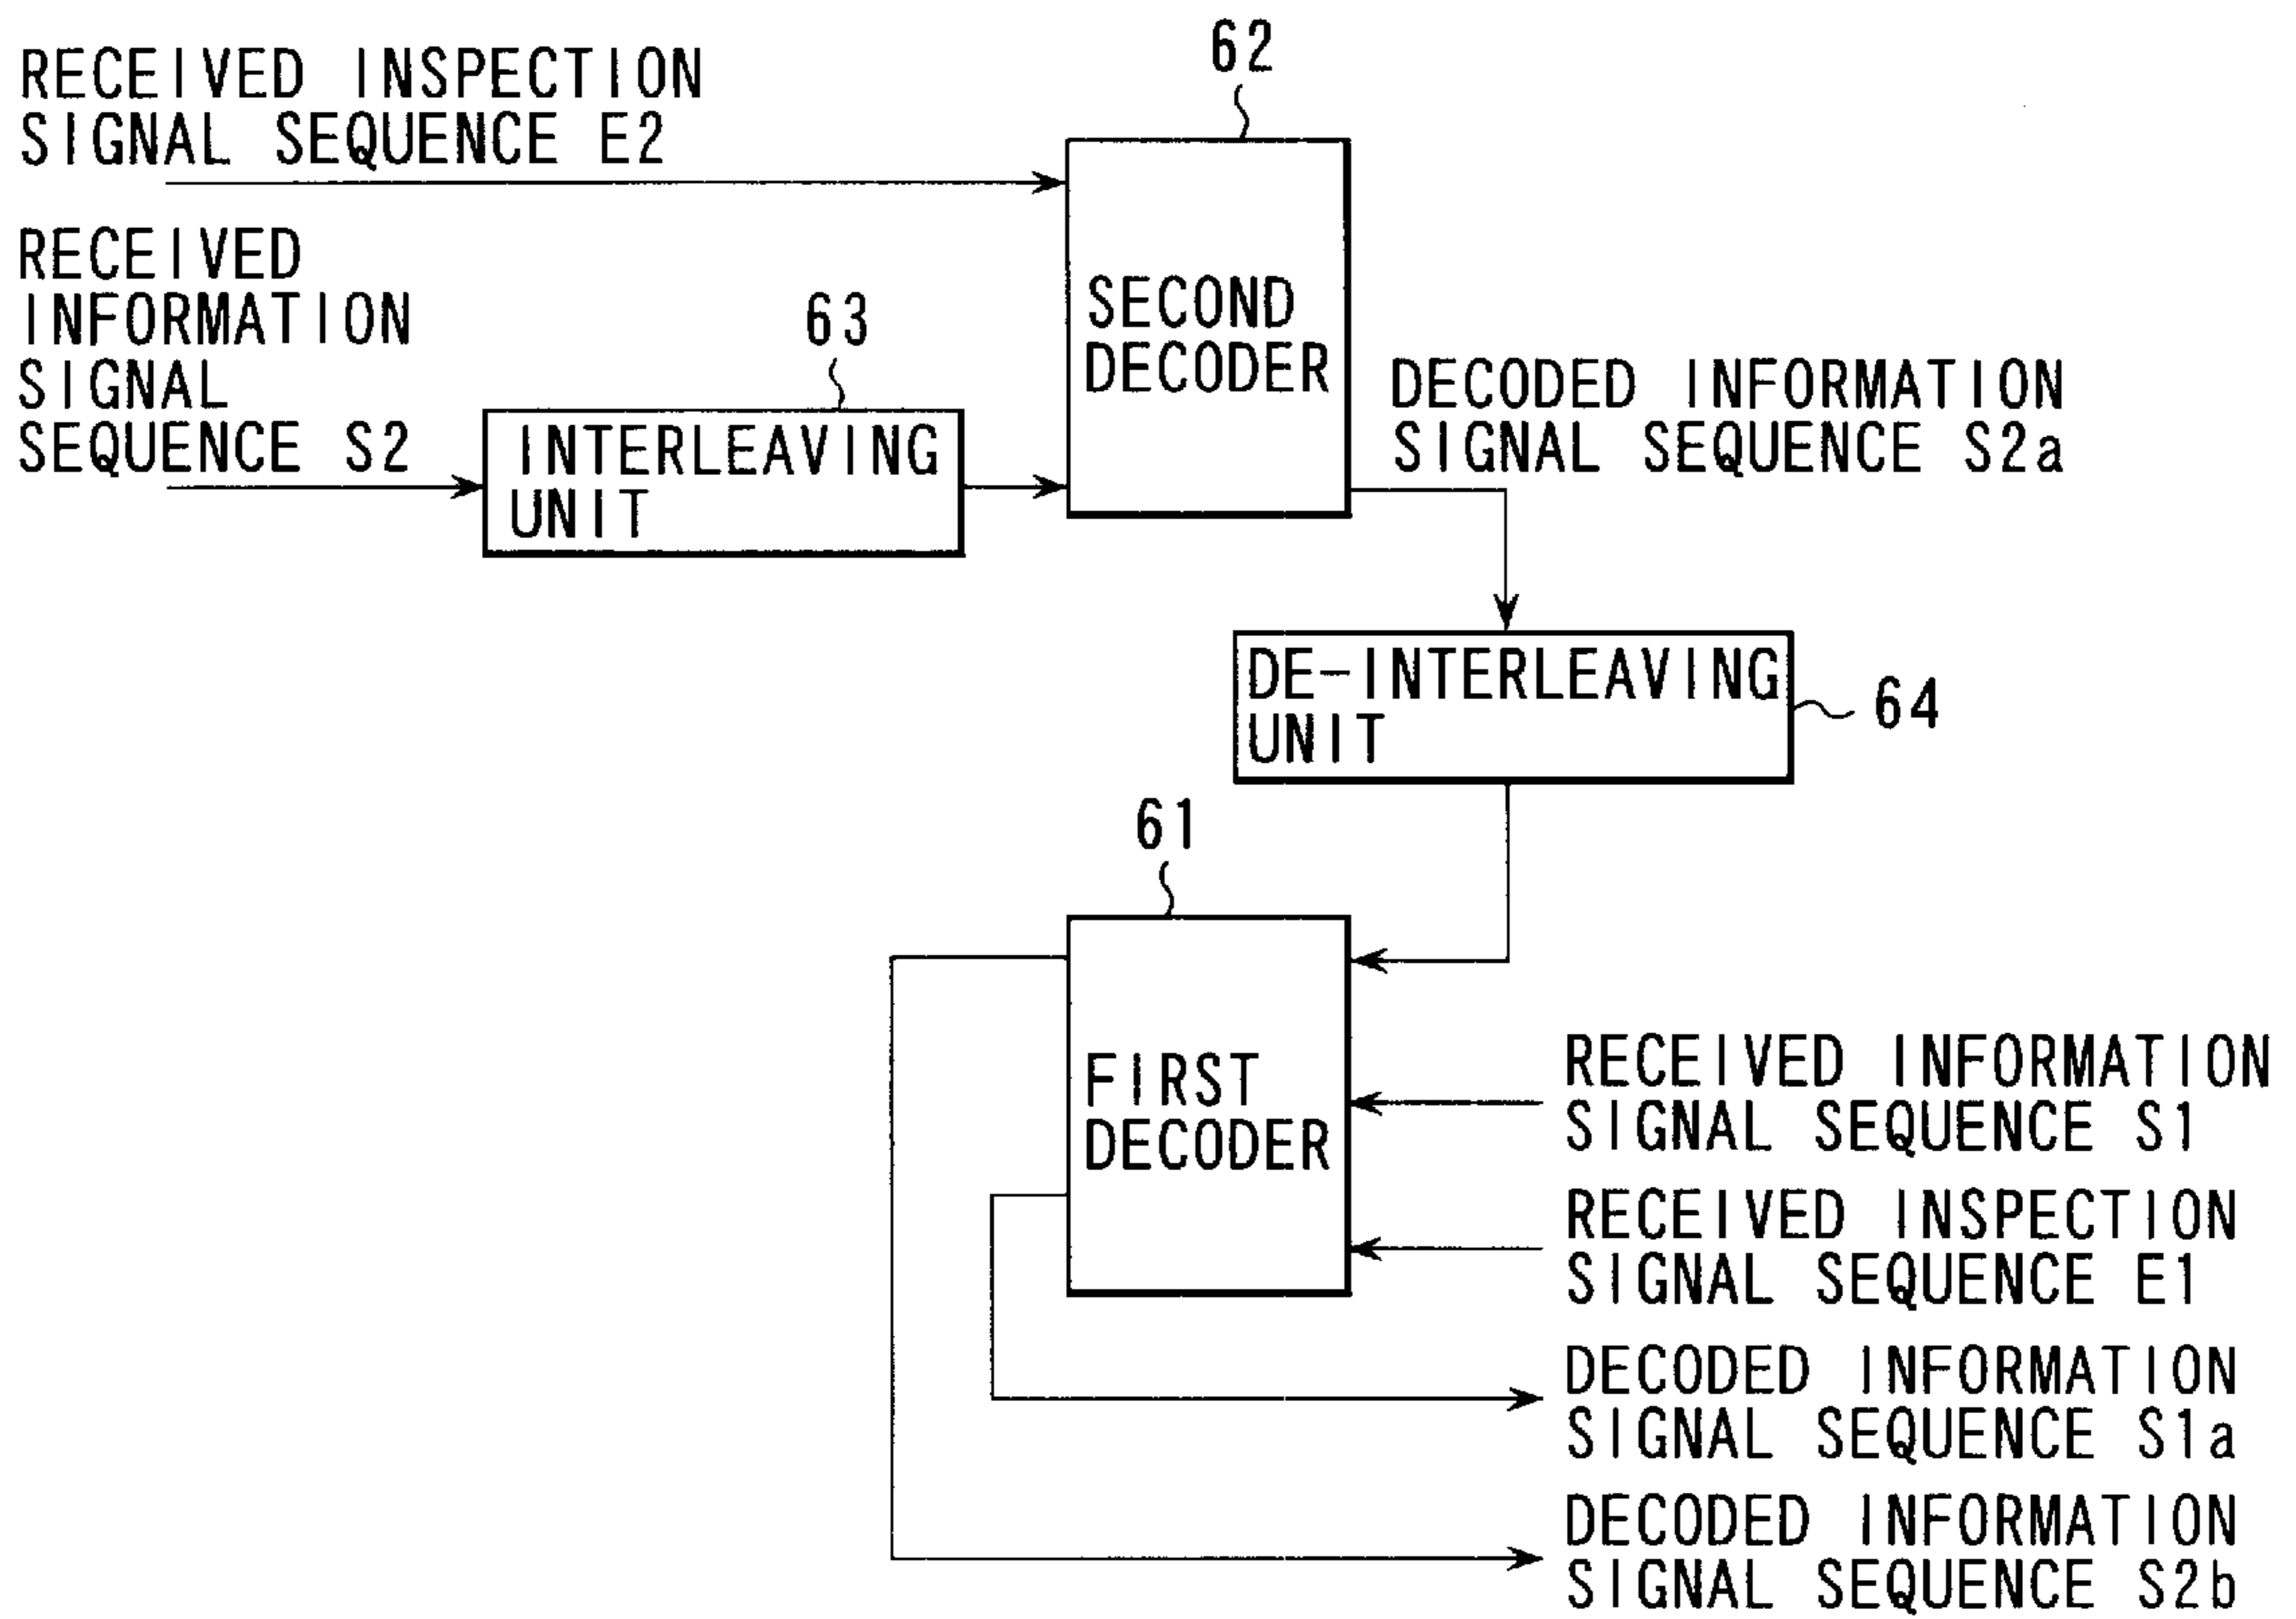 62
RECEIVED INSPECTION
SIGNAL SEQUENCE E2
RECEIVED
INFORMATION
SIGNAL
SEQUENCE S2
63
INTERLEAVING
UNIT
SECOND
DECODER
DECODED INFORMATION
SIGNAL SEQUENCE S2a
DE-INTERLEAVING
UNIT
64
61
FIRST
DECODER
RECEIVED INFORMATION
SIGNAL SEQUENCE S1
RECEIVED INSPECTION
SIGNAL SEQUENCE E1
DECODED INFORMATION
SIGNAL SEQUENCE S1a
DECODED INFORMATION
SIGNAL SEQUENCE S2b